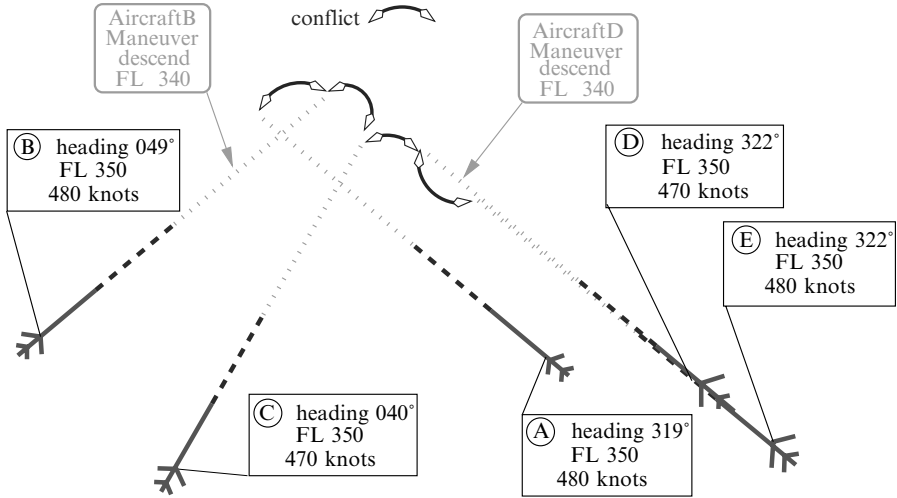 conflict
AircraftB
Maneuver
descend
FL 340
AircraftD
Maneuver
descend
FL 340
B heading 049°
FL 350
480 knots
D heading 322°
FL 350
470 knots
E heading 322°
FL 350
480 knots
C heading 040°
FL 350
470 knots
A heading 319°
FL 350
480 knots